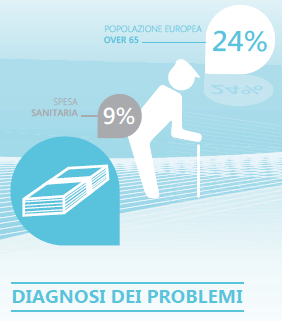 POPOLAZIONE EUROPEA
OVER 65
24%
SPESA
SANITARIA
9%
DIAGNOSI DEI PROBLEMI